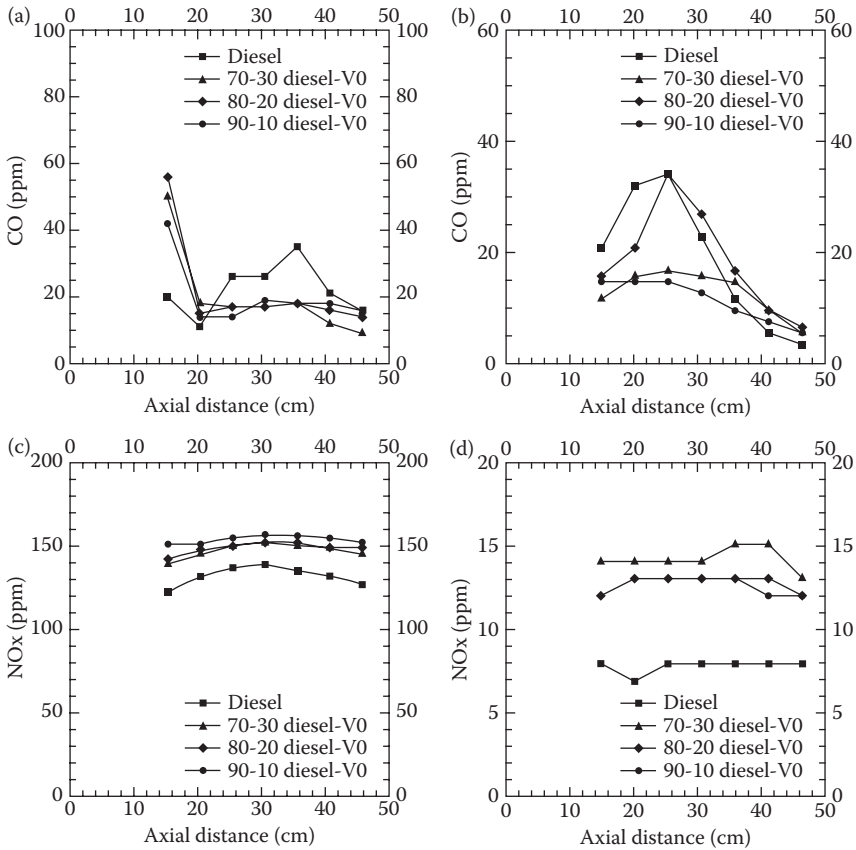 (a)
0 10 20 30 40 50
100 100
80 80
60 60
40 40
20 20
0 0
0 10 20 30 40 50
CO (ppm)
Axial distance (cm)
Diesel
70-30 diesel-V0
80-20 diesel-V0
90-10 diesel-V0
(b)
0 10 20 30 40 50
60 60
40 40
20 20
0 0
0 10 20 30 40 50
CO (ppm)
Axial distance (cm)
Diesel
70-30 diesel-V0
80-20 diesel-V0
90-10 diesel-V0
(c)
0 10 20 30 40 50
200 200
150 150
100 100
50 50
0 0
0 10 20 30 40 50
NOx (ppm)
Axial distance (cm)
Diesel
70-30 diesel-V0
80-20 diesel-V0
90-10 diesel-V0
(d)
0 10 20 30 40 50
20 20
15 15
10 10
5 5
0 0
0 10 20 30 40 50
NOx (ppm)
Axial distance (cm)
Diesel
70-30 diesel-V0
80-20 diesel-V0
90-10 diesel-V0